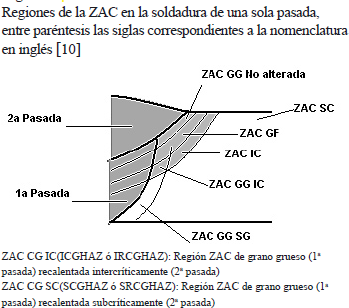 Regiones de la ZAC en la soldadura de una sola pasada,
entre paréntesis las siglas correspondientes a la nomenclatura
en inglés [10]
ZAC GG No alterada
ZAC SC
2a Pasada
ZAC GF
ZAC IC
ZAC GG IC
1a Pasada
ZAC GG SG
ZAC CG IC(ICGHAZ ó IRCGHAZ): Región ZAC de grano grueso (1ª
pasada) recalentada intercríticamente (2ª pasada)
ZAC CG SC(SCGHAZ ó SRCGHAZ): Región ZAC de grano grueso (1ª
pasada) recalentada subcríticamente (2ª pasada)